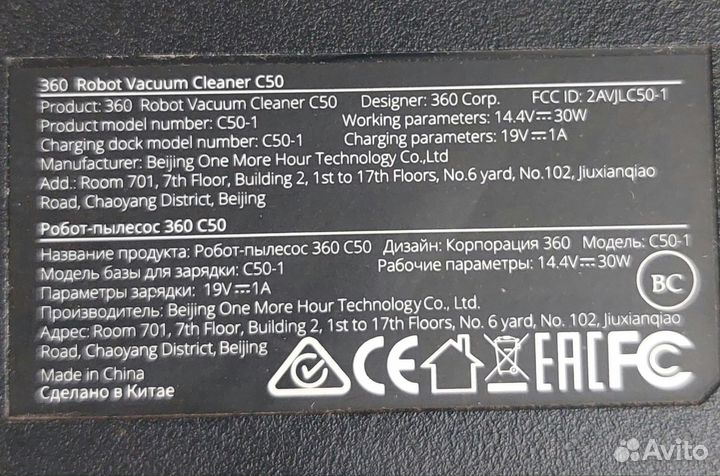 360 Robot Vacuum Cleaner C50
Product: 360 Robot Vacuum Cleaner C50 Designer: 360 Corp. FCC ID: 2AVJLC50-1
Product model number: C50-1 Working parameters: 14.4V⎓30W
Charging dock model number: C50-1 Charging parameters: 19V⎓1A
Manufacturer: Beijing One More Hour Technology Co.,Ltd
Add.: Room 701, 7th Floor, Building 2, 1st to 17th Floors, No.6 yard, No.102, Jiuxianqiao
Road, Chaoyang District, Beijing
Робот-пылесос 360 C50
Название продукта: Робот-пылесос 360 C50 Дизайн: Корпорация 360 Модель: C50-1
Модель базы для зарядки: C50-1 Рабочие параметры: 14.4V⎓30W
Параметры зарядки: 19V⎓1A
Производитель: Beijing One More Hour Technology Co., Ltd.
Адрес: Room 701, 7th Floor, Building 2, 1st to 17th Floors, No. 6 yard, No. 102, Jiuxianqiao
Road, Chaoyang District, Beijing
Made in China
Сделано в Китае
BC
CE EAC FC
Avito